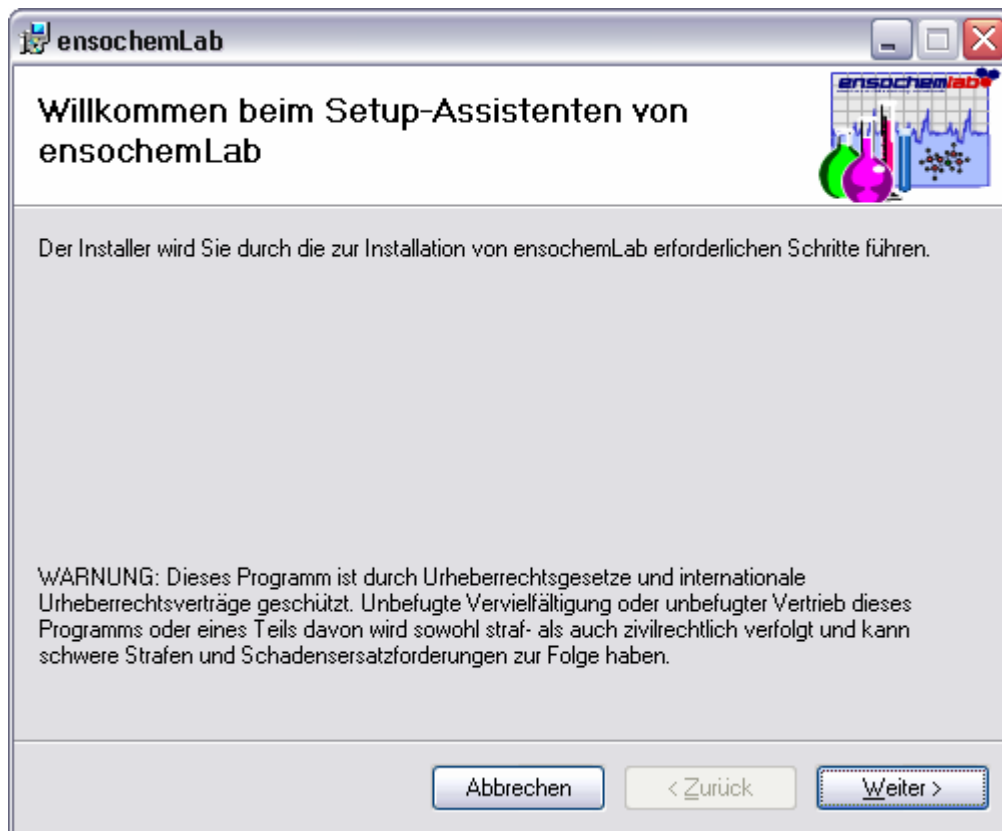 ensochemLab
Willkommen beim Setup-Assistenten von
ensochemLab
ensochemlab
Der Installer wird Sie durch die zur Installation von ensochemLab erforderlichen Schritte führen.
WARNUNG: Dieses Programm ist durch Urheberrechtsgesetze und internationale
Urheberrechtsverträge geschützt. Unbefugte Vervielfältigung oder unbefugter Vertrieb dieses
Programms oder eines Teils davon wird sowohl straf- als auch zivilrechtlich verfolgt und kann
schwere Strafen und Schadensersatzforderungen zur Folge haben.
Abbrechen
< Zurück
Weiter >